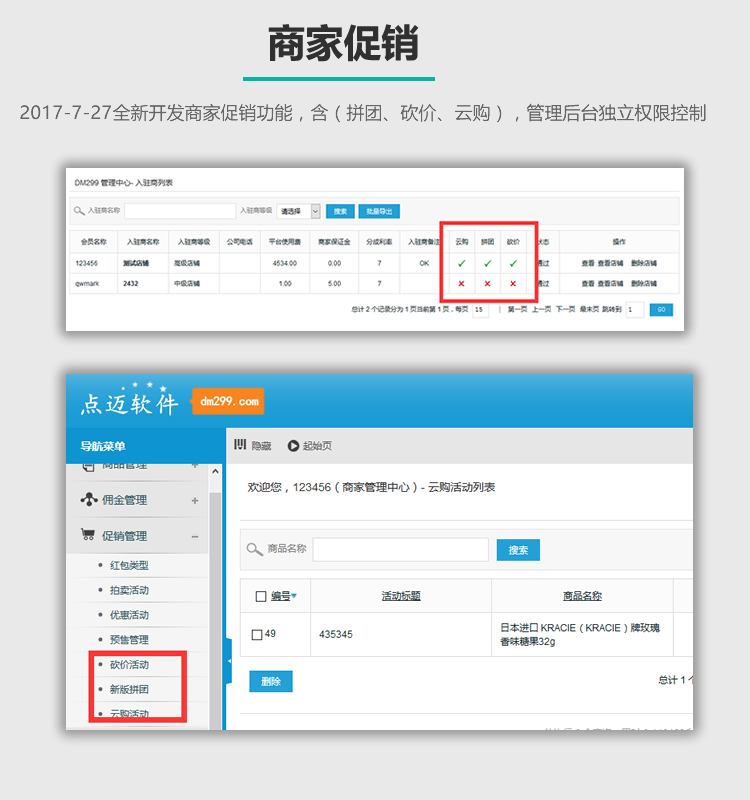 商家促销
2017-7-27全新开发商家促销功能，含（拼团、砍价、云购），管理后台独立权限控制
DM299 管理中心- 入驻商列表
入驻商名称 入驻商等级 请选择 搜索 批量导出
会员名称 入驻商名称 入驻商等级 公司电话 平台使用费 商家保证金 分成利率 入驻商备注 云购 拼团 砍价 状态 操作
123456 测试店铺 高级店铺 4534.00 0.00 7 OK ✓ ✓ ✓ 通过 查看 查看店铺 删除店铺
qwmark 2432 中级店铺 1.00 5.00 7 × × × 通过 查看 查看店铺 删除店铺
总计 2 个记录分为 1 页当前第 1 页，每页 15 | 第一页 上一页 下一页 最末页 跳转到 1 GO
点迈软件 dm299.com
导航菜单 隐藏 起始页
商品管理 +
佣金管理 +
促销管理 −
红包类型
拍卖活动
优惠活动
预售管理
砍价活动
新版拼团
云购活动
欢迎您，123456（商家管理中心）- 云购活动列表
商品名称 搜索
编号 活动标题 商品名称
49 435345 日本进口 KRACIE（KRACIE）牌玫瑰
香味糖果32g
删除 总计 1